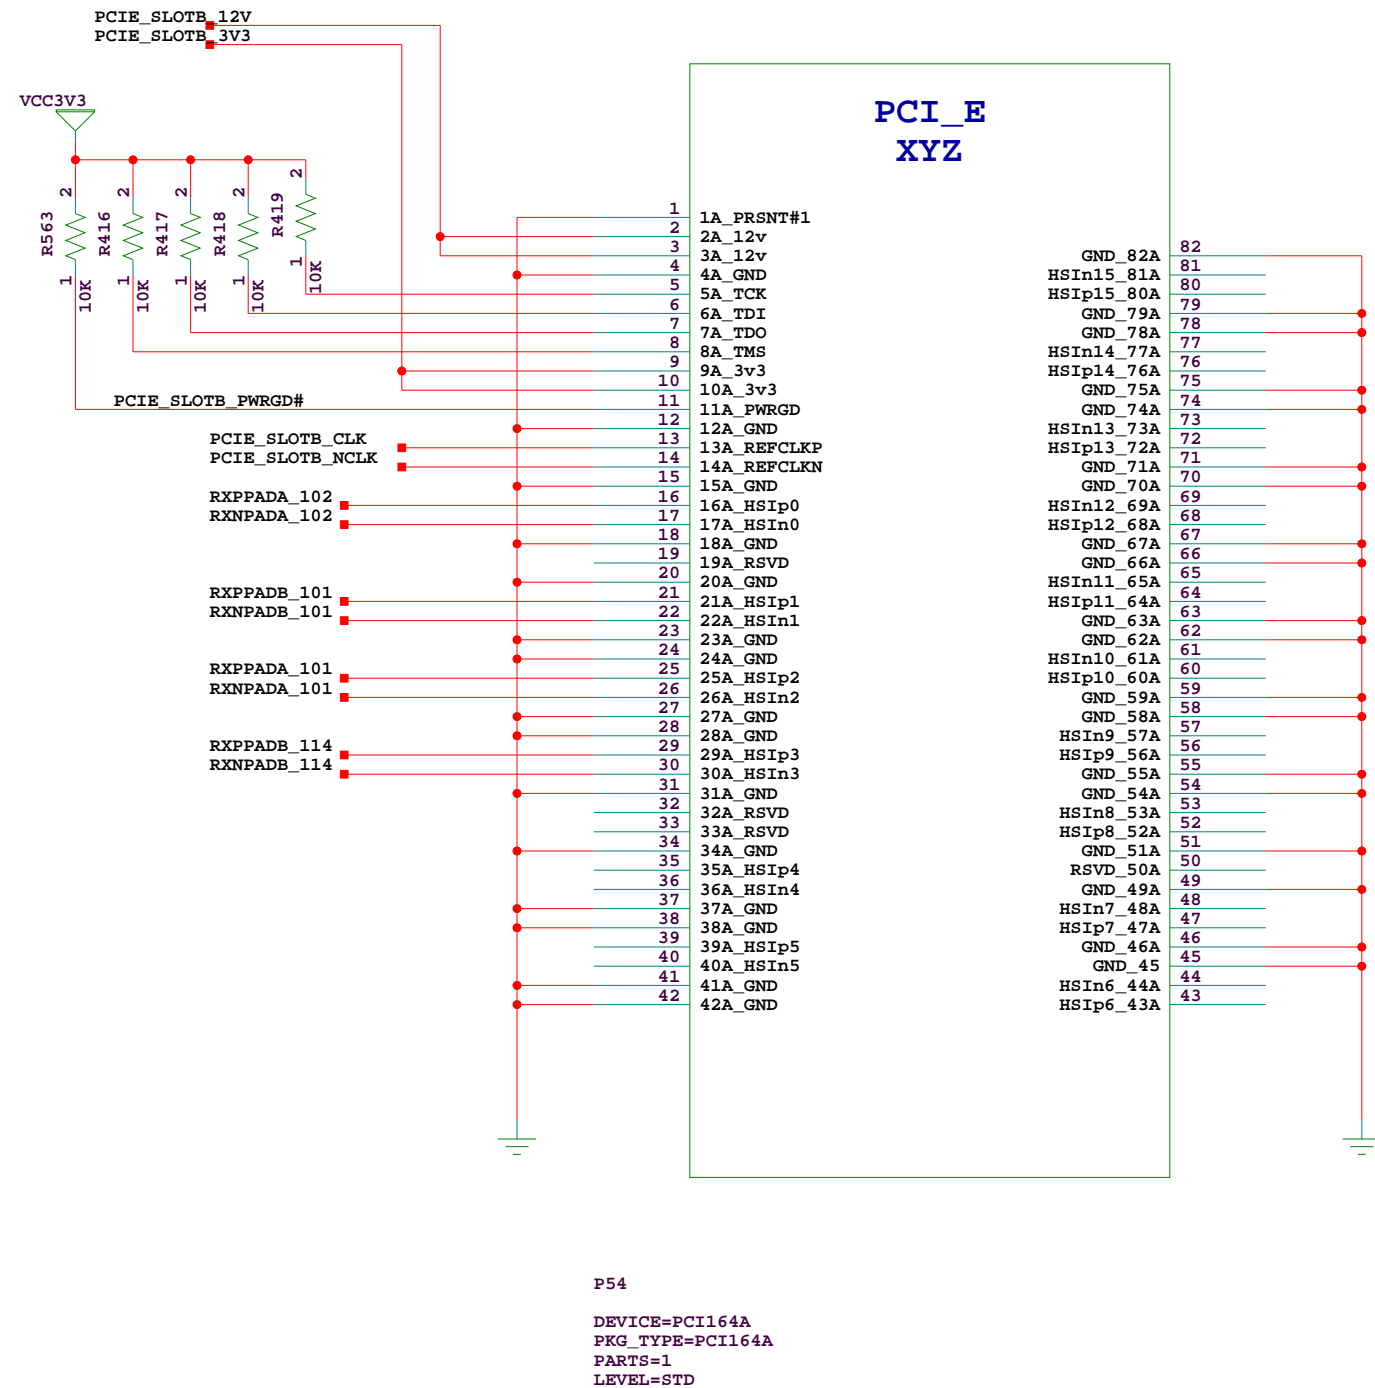 PCIE_SLOTB_12V
PCIE_SLOTB_3V3
VCC3V3
PCI_E
XYZ
2
2
2
2
2
R563
R416
R417
R418
R419
1
1
1
1
1
10K
10K
10K
10K
10K
PCIE_SLOTB_PWRGD#
PCIE_SLOTB_CLK
PCIE_SLOTB_NCLK
RXPPADA_102
RXNPADA_102
RXPPADB_101
RXNPADB_101
RXPPADA_101
RXNPADA_101
RXPPADB_114
RXNPADB_114
1 1A_PRSNT#1
2 2A_12v
3 3A_12v
4 4A_GND
5 5A_TCK
6 6A_TDI
7 7A_TDO
8 8A_TMS
9 9A_3v3
10 10A_3v3
11 11A_PWRGD
12 12A_GND
13 13A_REFCLKP
14 14A_REFCLKN
15 15A_GND
16 16A_HSIp0
17 17A_HSIn0
18 18A_GND
19 19A_RSVD
20 20A_GND
21 21A_HSIp1
22 22A_HSIn1
23 23A_GND
24 24A_GND
25 25A_HSIp2
26 26A_HSIn2
27 27A_GND
28 28A_GND
29 29A_HSIp3
30 30A_HSIn3
31 31A_GND
32 32A_RSVD
33 33A_RSVD
34 34A_GND
35 35A_HSIp4
36 36A_HSIn4
37 37A_GND
38 38A_GND
39 39A_HSIp5
40 40A_HSIn5
41 41A_GND
42 42A_GND
GND_82A 82
HSIn15_81A 81
HSIp15_80A 80
GND_79A 79
GND_78A 78
HSIn14_77A 77
HSIp14_76A 76
GND_75A 75
GND_74A 74
HSIn13_73A 73
HSIp13_72A 72
GND_71A 71
GND_70A 70
HSIn12_69A 69
HSIp12_68A 68
GND_67A 67
GND_66A 66
HSIn11_65A 65
HSIp11_64A 64
GND_63A 63
GND_62A 62
HSIn10_61A 61
HSIp10_60A 60
GND_59A 59
GND_58A 58
HSIn9_57A 57
HSIp9_56A 56
GND_55A 55
GND_54A 54
HSIn8_53A 53
HSIp8_52A 52
GND_51A 51
RSVD_50A 50
GND_49A 49
HSIn7_48A 48
HSIp7_47A 47
GND_46A 46
GND_45 45
HSIn6_44A 44
HSIp6_43A 43
P54
DEVICE=PCI164A
PKG_TYPE=PCI164A
PARTS=1
LEVEL=STD